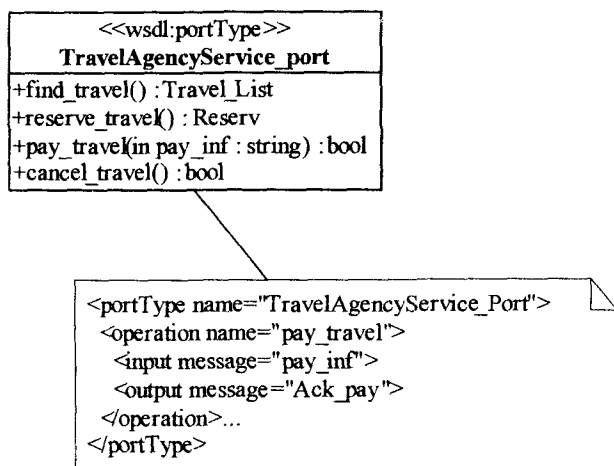 <<wsdl:portType>>
TravelAgencyService_port
+find_travel() : Travel_List
+reserve_travel() : Reserv
+pay_travel(in pay_inf : string) : bool
+cancel_travel() : bool
<portType name="TravelAgencyService_Port">
<operation name="pay_travel">
<input message="pay_inf">
<output message="Ack_pay">
</operation>...
</portType>